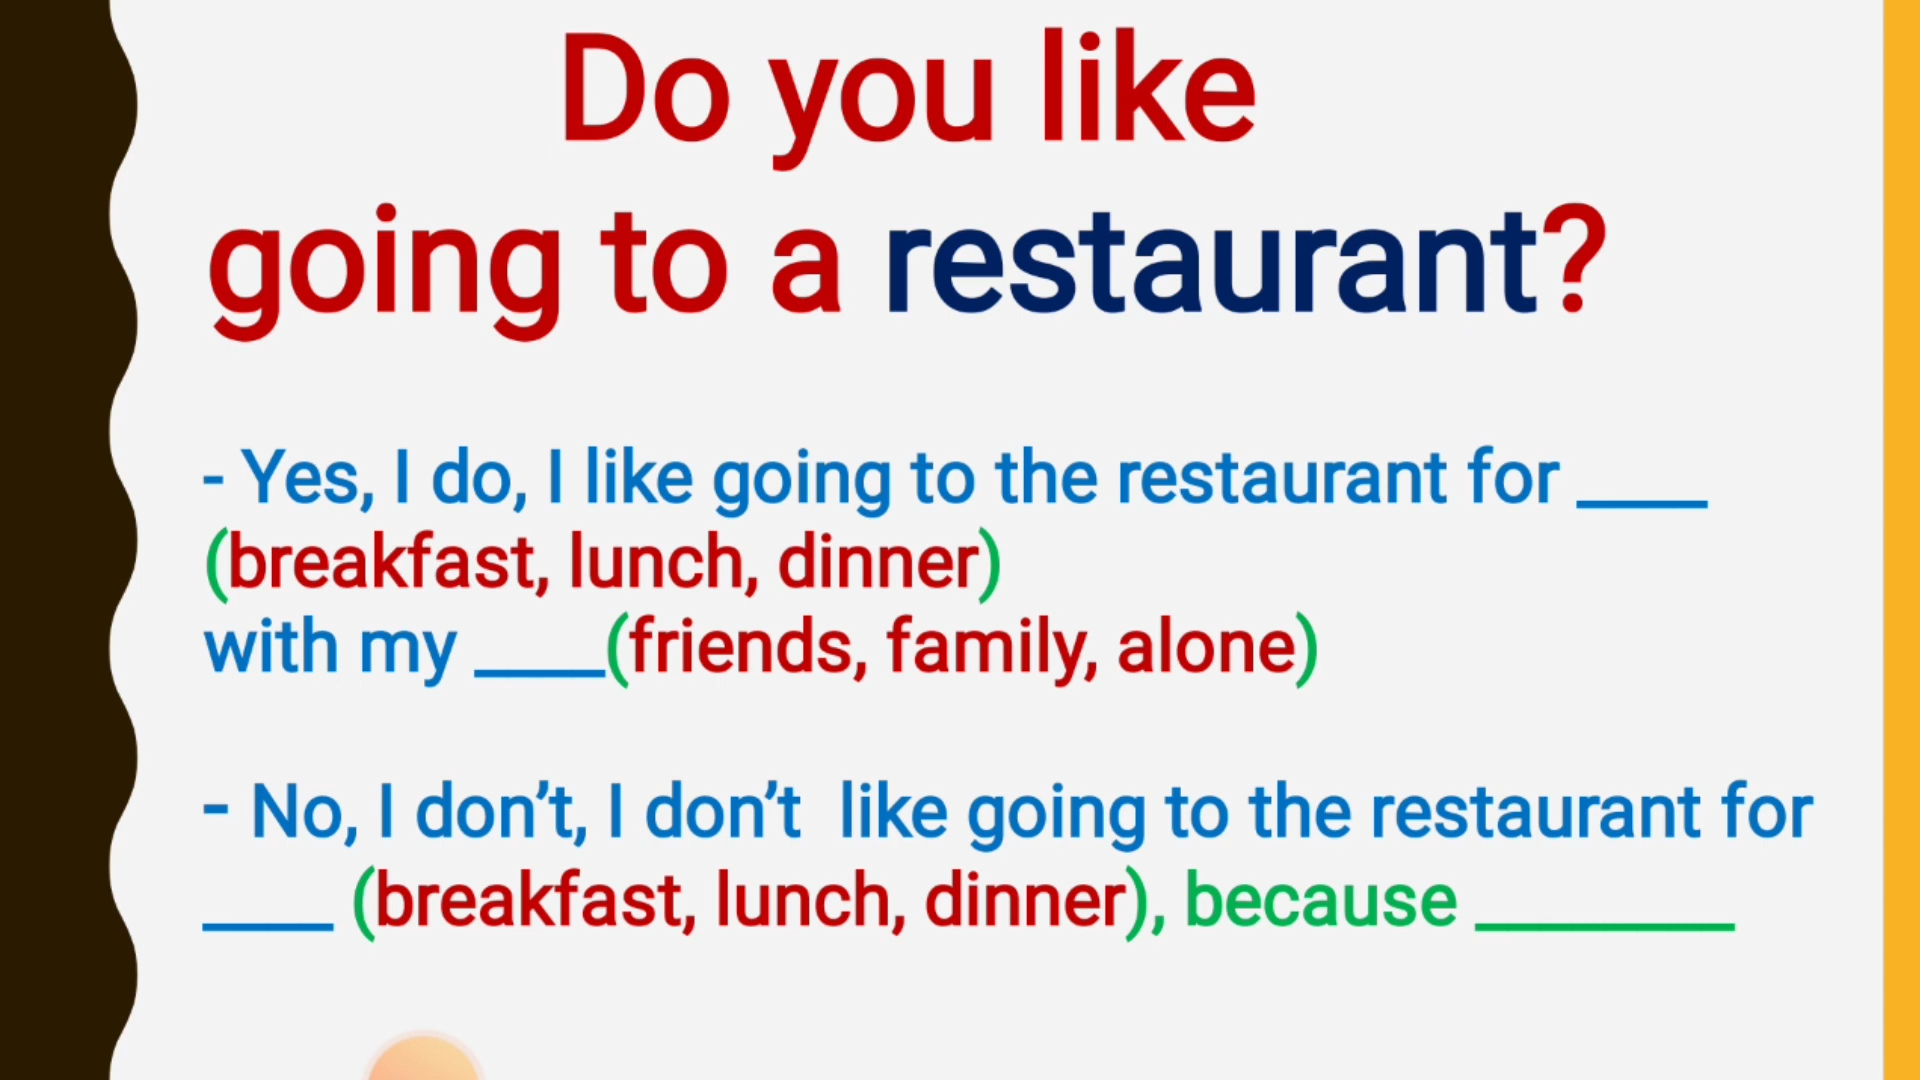 Do you like
going to a restaurant?
- Yes, I do, I like going to the restaurant for ____
(breakfast, lunch, dinner)
with my ____(friends, family, alone)
- No, I don’t, I don’t  like going to the restaurant for
____ (breakfast, lunch, dinner), because ________